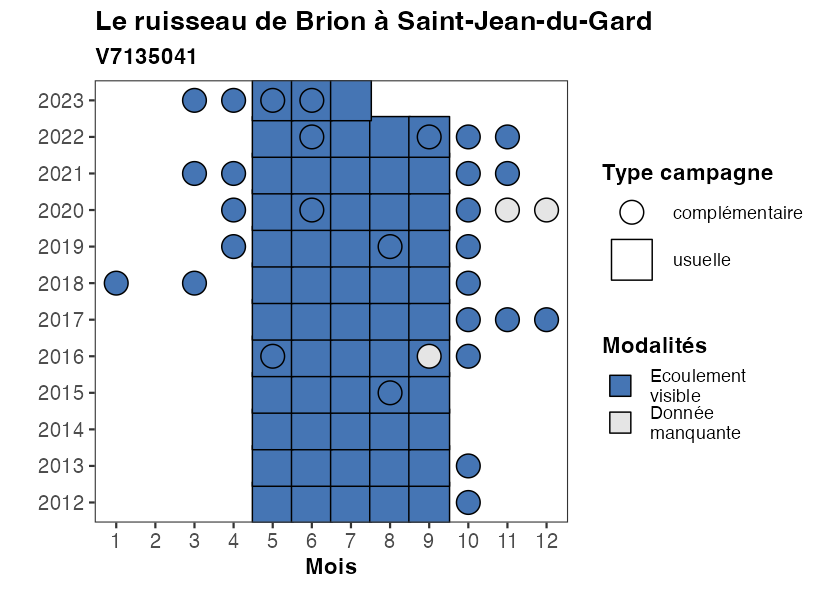 Le ruisseau de Brion à Saint-Jean-du-Gard
V7135041
2023
2022
2021
2020
2019
2018
2017
2016
2015
2014
2013
2012
1 2 3 4 5 6 7 8 9 10 11 12
Mois
Type campagne
complémentaire
usuelle
Modalités
Ecoulement
visible
Donnée
manquante